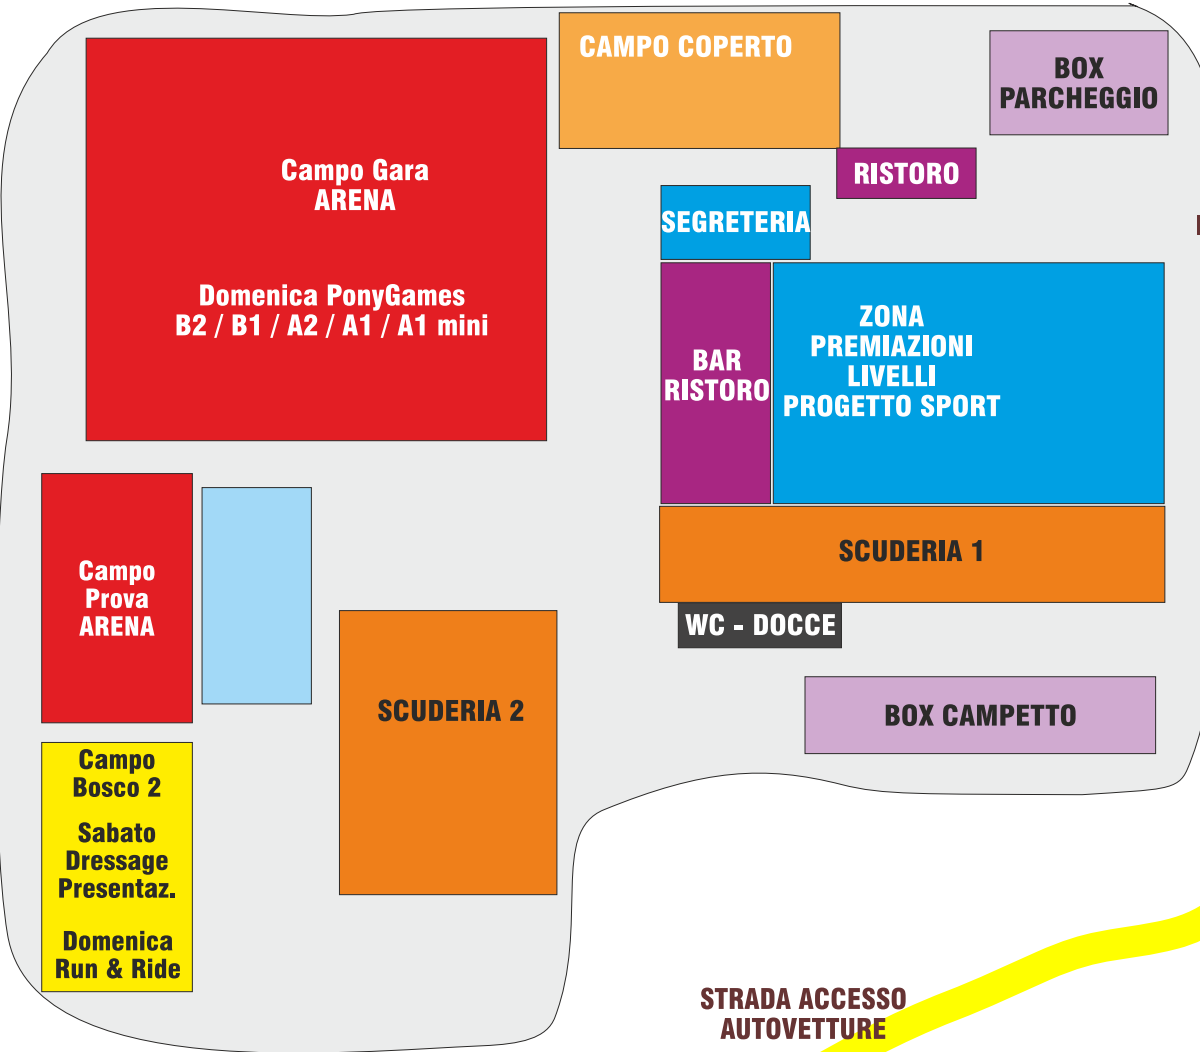 CAMPO COPERTO
BOX
PARCHEGGIO
Campo Gara
ARENA
RISTORO
SEGRETERIA
Domenica PonyGames
B2 / B1 / A2 / A1 / A1 mini
ZONA
PREMIAZIONI
LIVELLI
PROGETTO SPORT
BAR
RISTORO
SCUDERIA 1
Campo
Prova
ARENA
WC - DOCCE
SCUDERIA 2
BOX CAMPETTO
Campo
Bosco 2
Sabato
Dressage
Presentaz.
Domenica
Run & Ride
STRADA ACCESSO
AUTOVETTURE